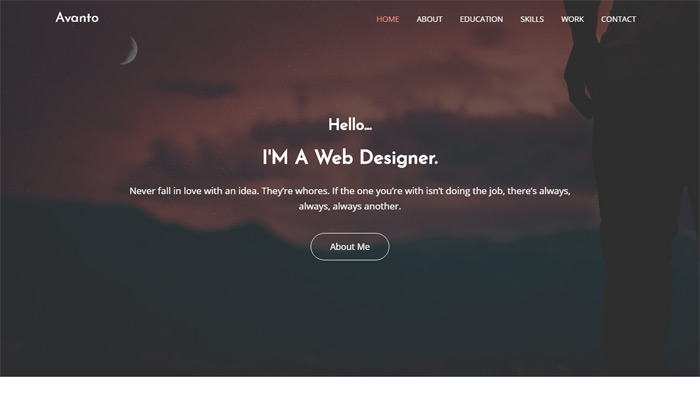 Avanto
HOME ABOUT EDUCATION SKILLS WORK CONTACT
Hello...
I'M A Web Designer.
Never fall in love with an idea. They're whores. If the one you're with isn't doing the job, there's always,
always, always another.
About Me